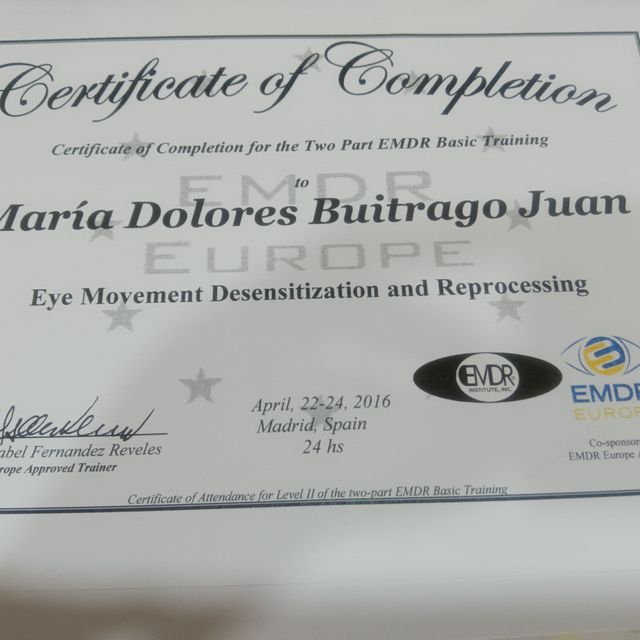 Certificate of Completion
Certificate of Completion for the Two Part EMDR Basic Training
to
María Dolores Buitrago Juan
EMDR
EUROPE
Eye Movement Desensitization and Reprocessing
EMDR
INSTITUTE, INC.
EMDR
EUROPE
April, 22-24, 2016
Madrid, Spain
24 hs
Fernandez Reveles
Approved Trainer
EMDR Europe
Certificate of Attendance for Level II of the two-part EMDR Basic Training